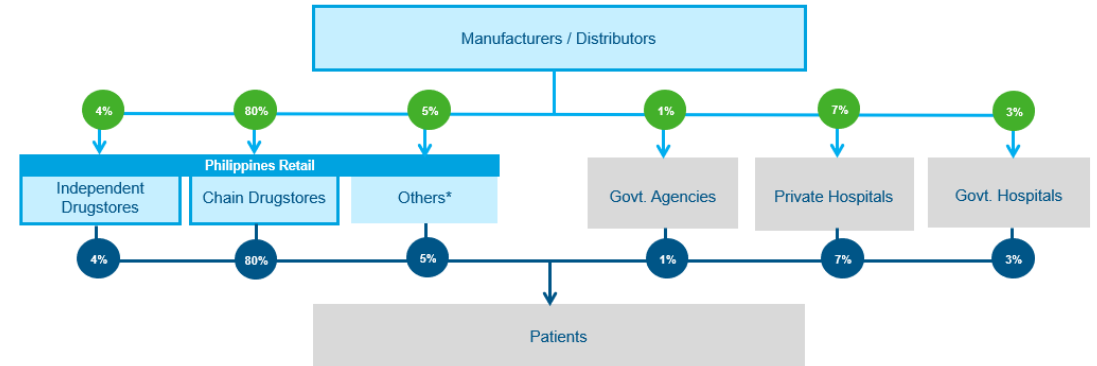 Manufacturers / Distributors
4%
80%
5%
1%
7%
3%
Philippines Retail
Independent
Drugstores
Chain Drugstores
Others*
Govt. Agencies
Private Hospitals
Govt. Hospitals
4%
80%
5%
1%
7%
3%
Patients